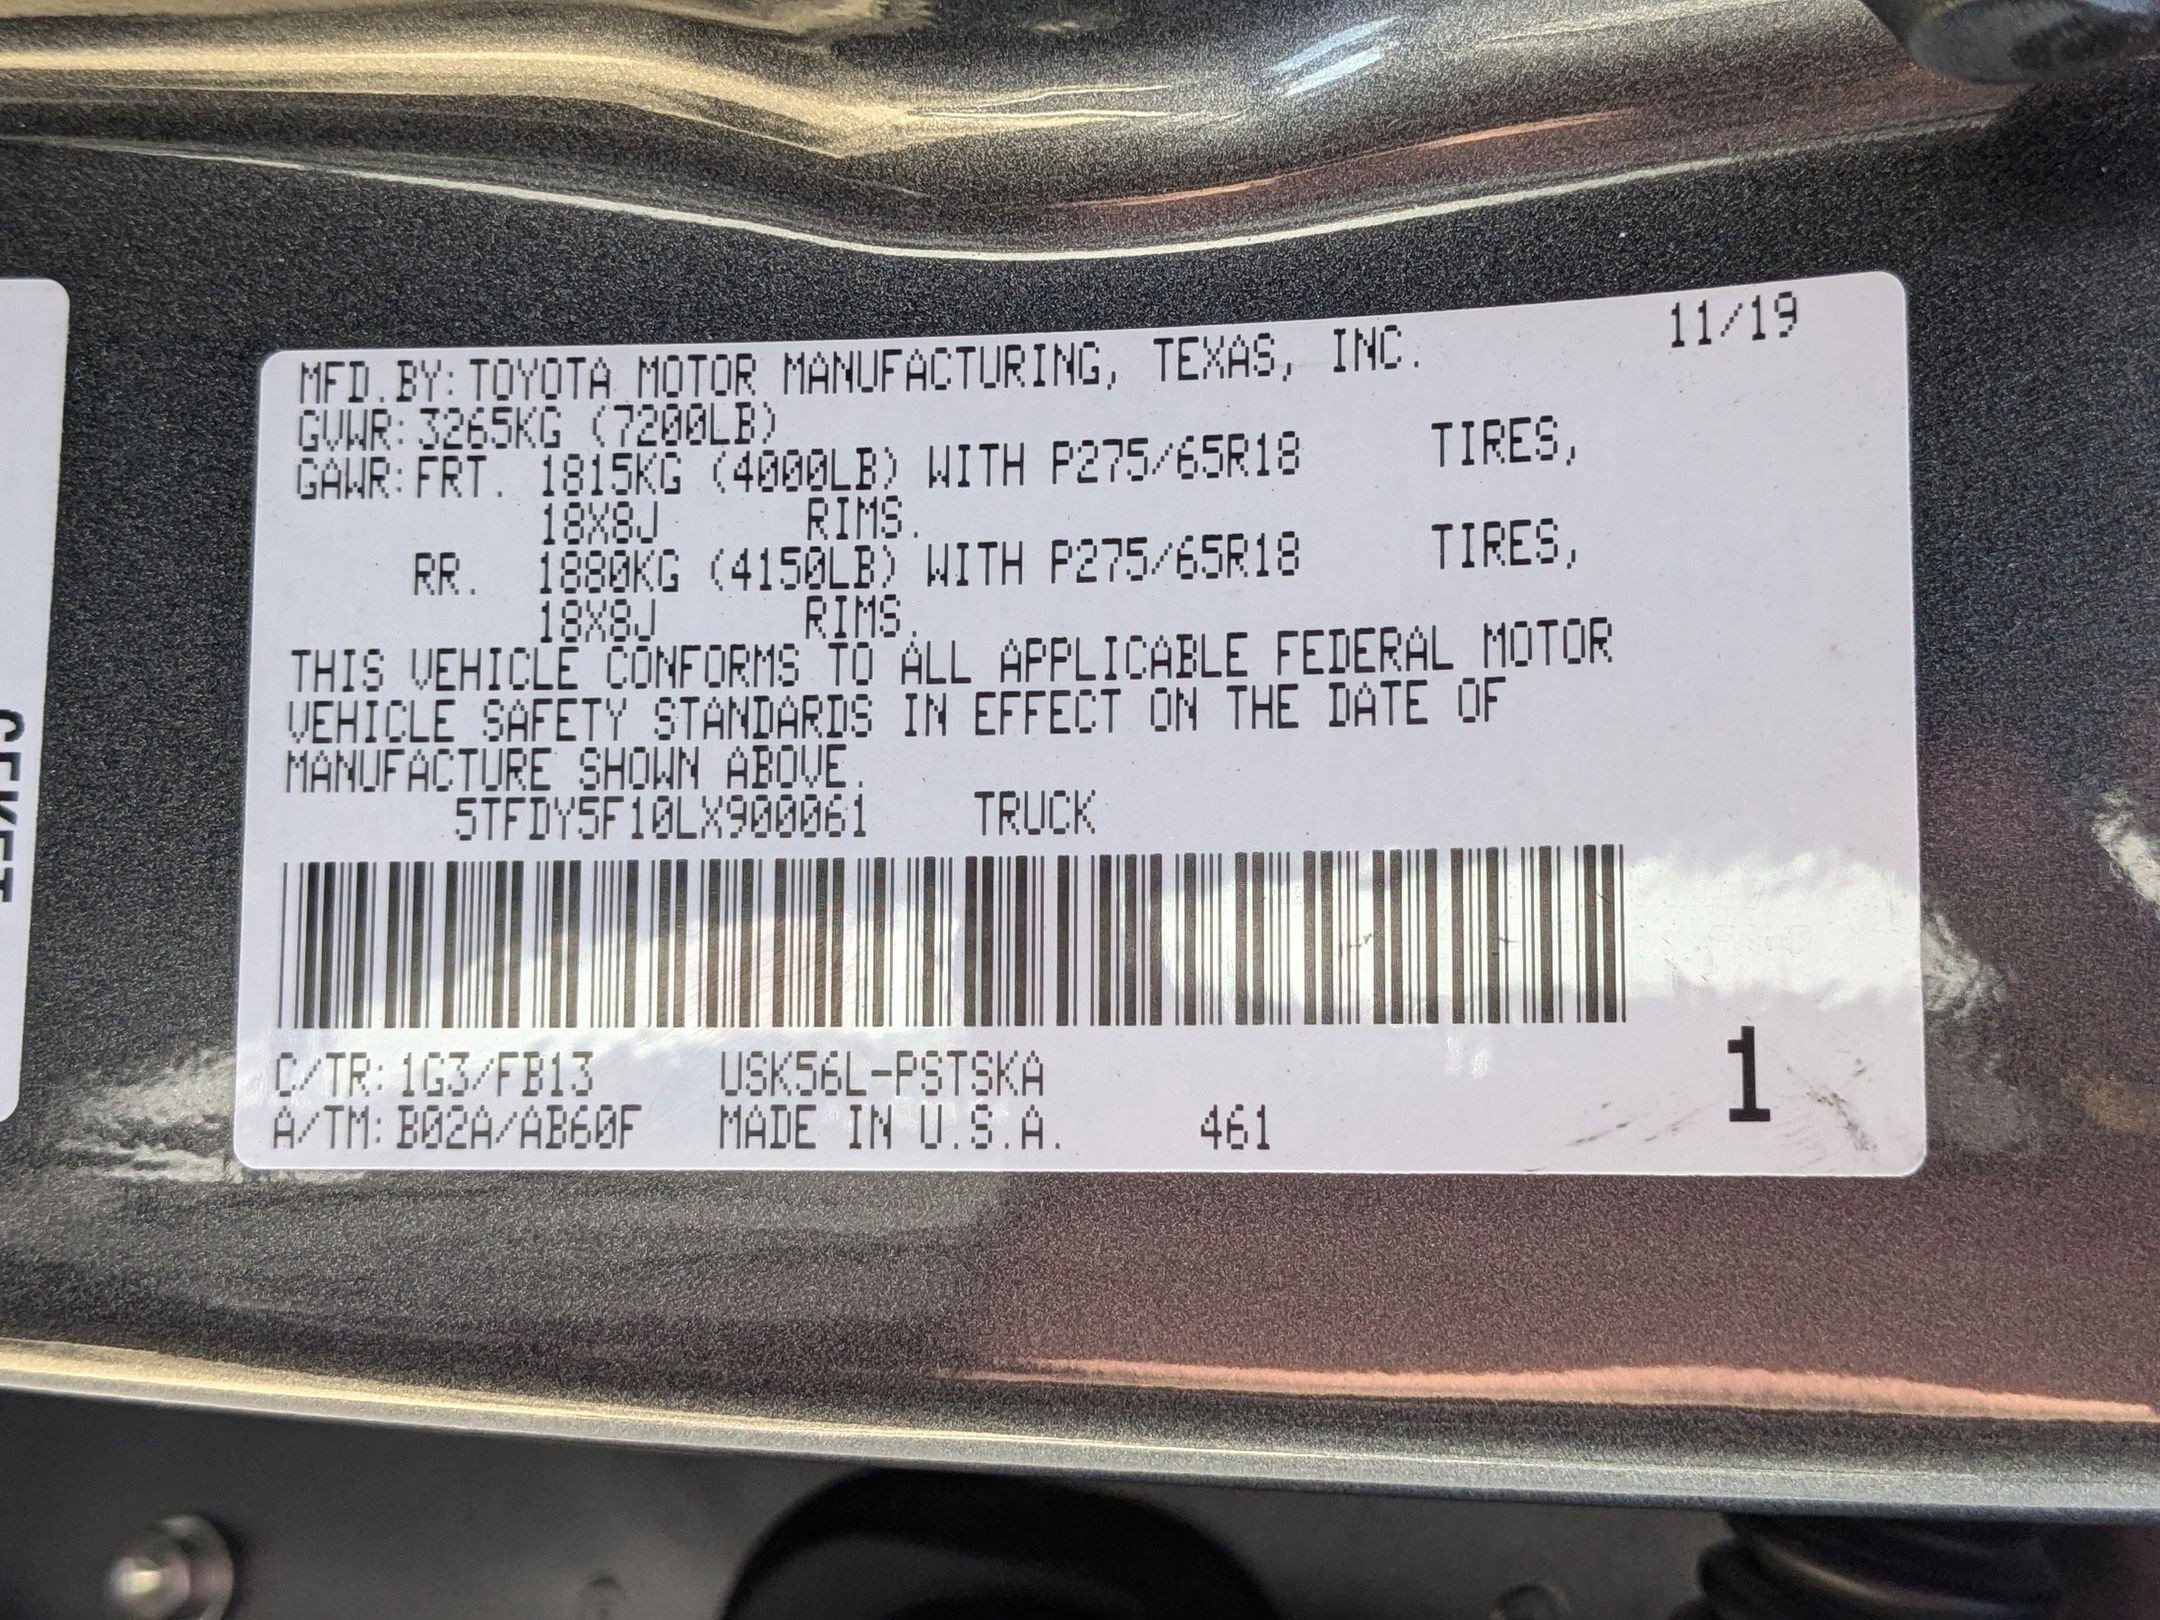 MFD.BY:TOYOTA MOTOR MANUFACTURING, TEXAS, INC. 11/19
GVWR:3265KG (7200LB)
GAWR:FRT. 1815KG (4000LB) WITH P275/65R18 TIRES,
18X8J RIMS.
RR. 1880KG (4150LB) WITH P275/65R18 TIRES,
18X8J RIMS.
THIS VEHICLE CONFORMS TO ALL APPLICABLE FEDERAL MOTOR
VEHICLE SAFETY STANDARDS IN EFFECT ON THE DATE OF
MANUFACTURE SHOWN ABOVE.
5TFDY5F10LX900061 TRUCK
C/TR:1G3/FB13 USK56L-PSTSKA
A/TM:B02A/AB60F MADE IN U.S.A. 461
1